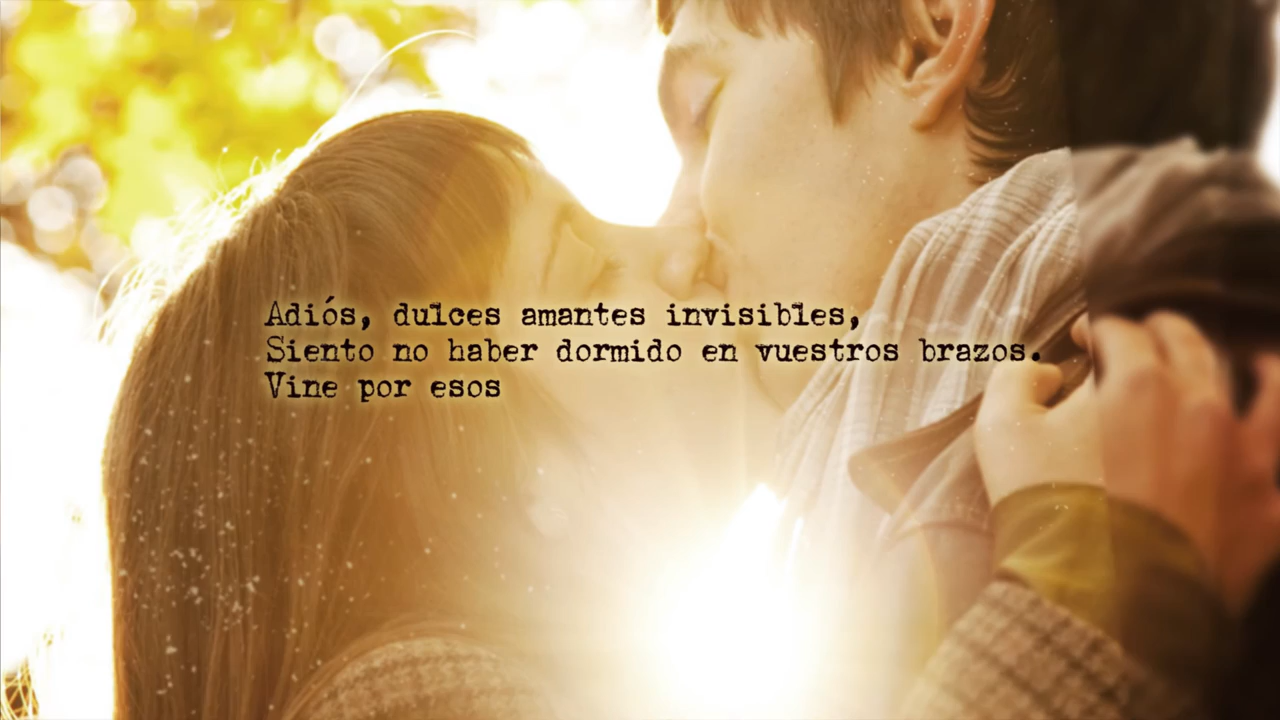 Adiós, dulces amantes invisibles,
Siento no haber dormido en vuestros brazos.
Vine por esos